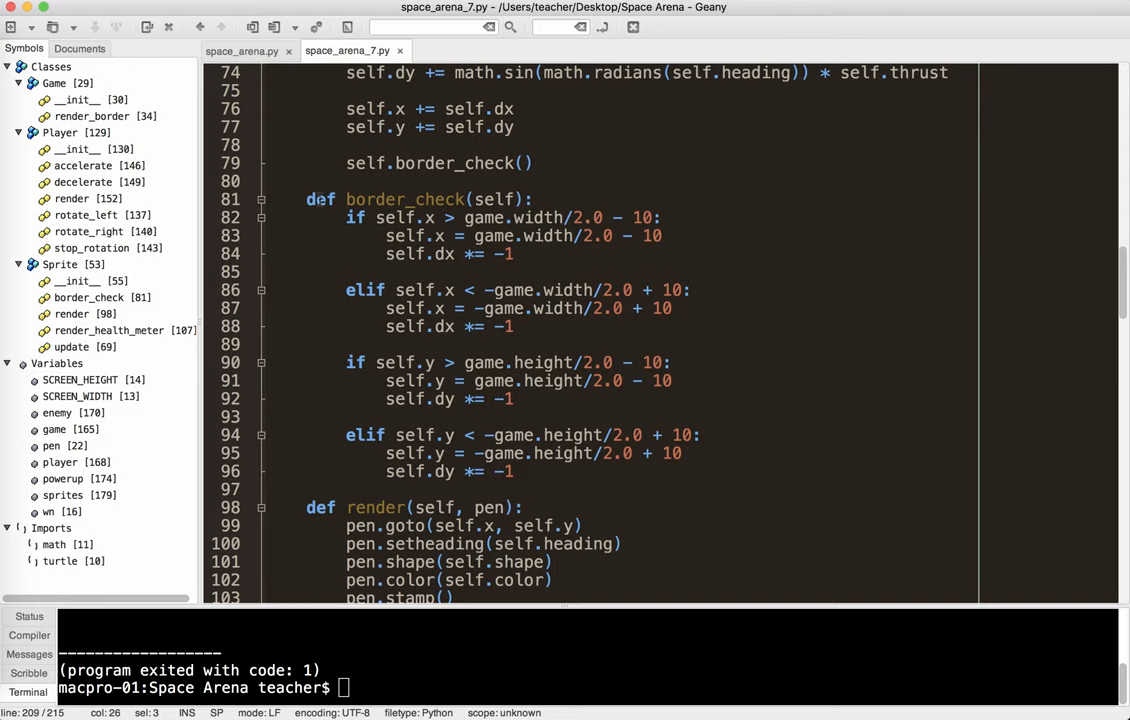 space_arena_7.py - /Users/teacher/Desktop/Space Arena - Geany
Symbols Documents
space_arena.py × space_arena_7.py ×
Classes
Game [29]
__init__ [30]
render_border [34]
Player [129]
__init__ [130]
accelerate [146]
decelerate [149]
render [152]
rotate_left [137]
rotate_right [140]
stop_rotation [143]
Sprite [53]
__init__ [55]
border_check [81]
render [98]
render_health_meter [107]
update [69]
Variables
SCREEN_HEIGHT [14]
SCREEN_WIDTH [13]
enemy [170]
game [165]
pen [22]
player [168]
powerup [174]
sprites [179]
wn [16]
Imports
math [11]
turtle [10]
74 self.dy += math.sin(math.radians(self.heading)) * self.thrust
75
76 self.x += self.dx
77 self.y += self.dy
78
79 self.border_check()
80
81 def border_check(self):
82 if self.x > game.width/2.0 - 10:
83 self.x = game.width/2.0 - 10
84 self.dx *= -1
85
86 elif self.x < -game.width/2.0 + 10:
87 self.x = -game.width/2.0 + 10
88 self.dx *= -1
89
90 if self.y > game.height/2.0 - 10:
91 self.y = game.height/2.0 - 10
92 self.dy *= -1
93
94 elif self.y < -game.height/2.0 + 10:
95 self.y = -game.height/2.0 + 10
96 self.dy *= -1
97
98 def render(self, pen):
99 pen.goto(self.x, self.y)
100 pen.setheading(self.heading)
101 pen.shape(self.shape)
102 pen.color(self.color)
103 pen.stamp()
Status
Compiler
Messages
Scribble
Terminal
------------------
(program exited with code: 1)
macpro-01:Space Arena teacher$
line: 209 / 215 col: 26 sel: 3 INS SP mode: LF encoding: UTF-8 filetype: Python scope: unknown